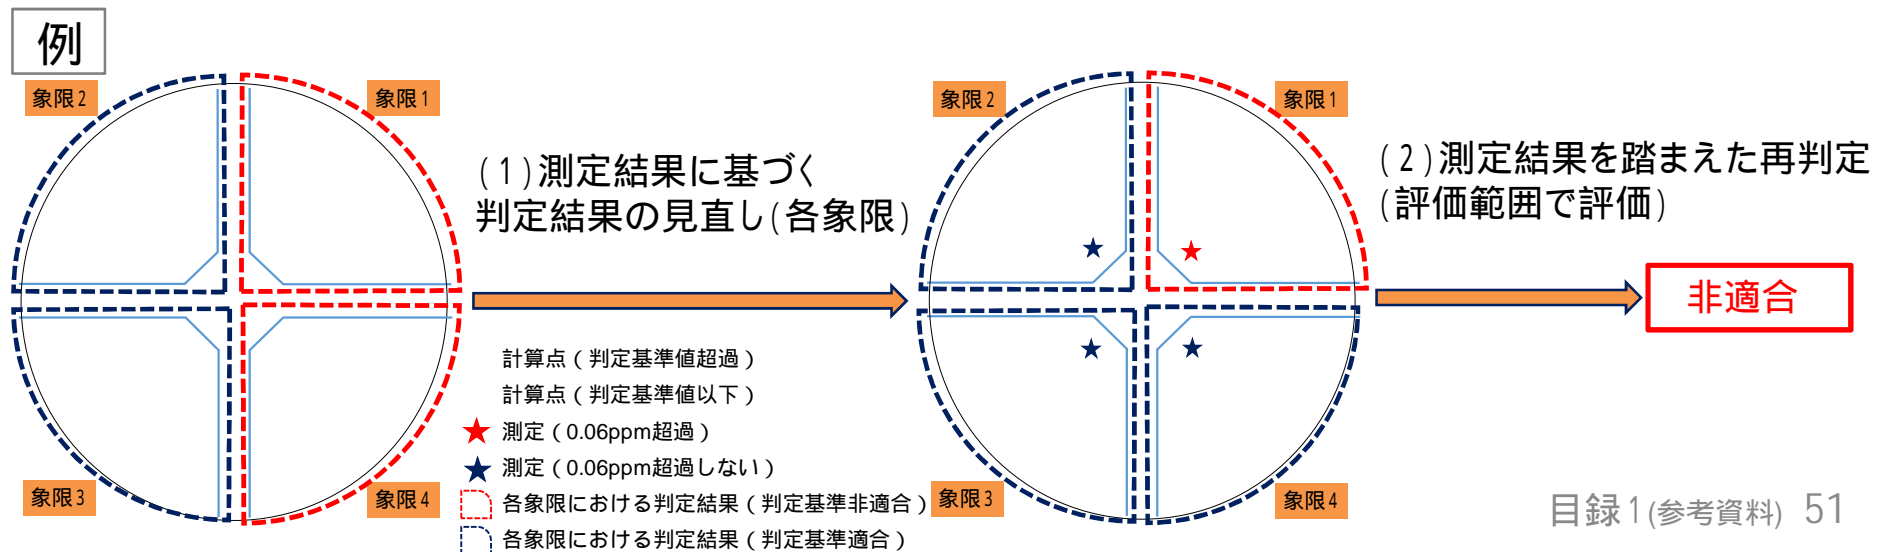 例
象限2
象限1
象限3
象限4
(1)測定結果に基づく
判定結果の見直し(各象限)
計算点（判定基準値超過）
計算点（判定基準値以下）
測定（0.06ppm超過）
測定（0.06ppm超過しない）
各象限における判定結果（判定基準非適合）
各象限における判定結果（判定基準適合）
象限2
象限1
象限3
象限4
(2)測定結果を踏まえた再判定
(評価範囲で評価)
非適合
目録1(参考資料) 51